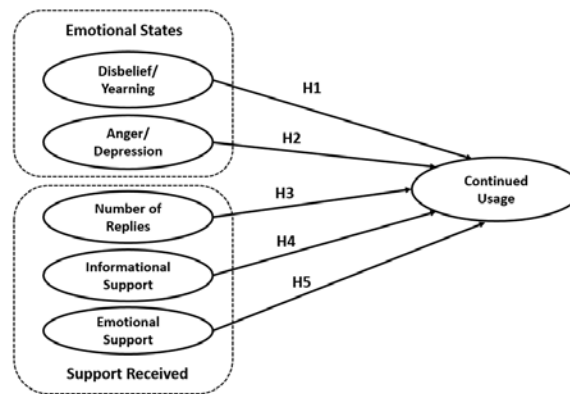 Emotional States
Disbelief/
Yearning
H1
Anger/
Depression
H2
Continued
Usage
Number of
Replies
H3
Informational
Support
H4
Emotional
Support
H5
Support Received